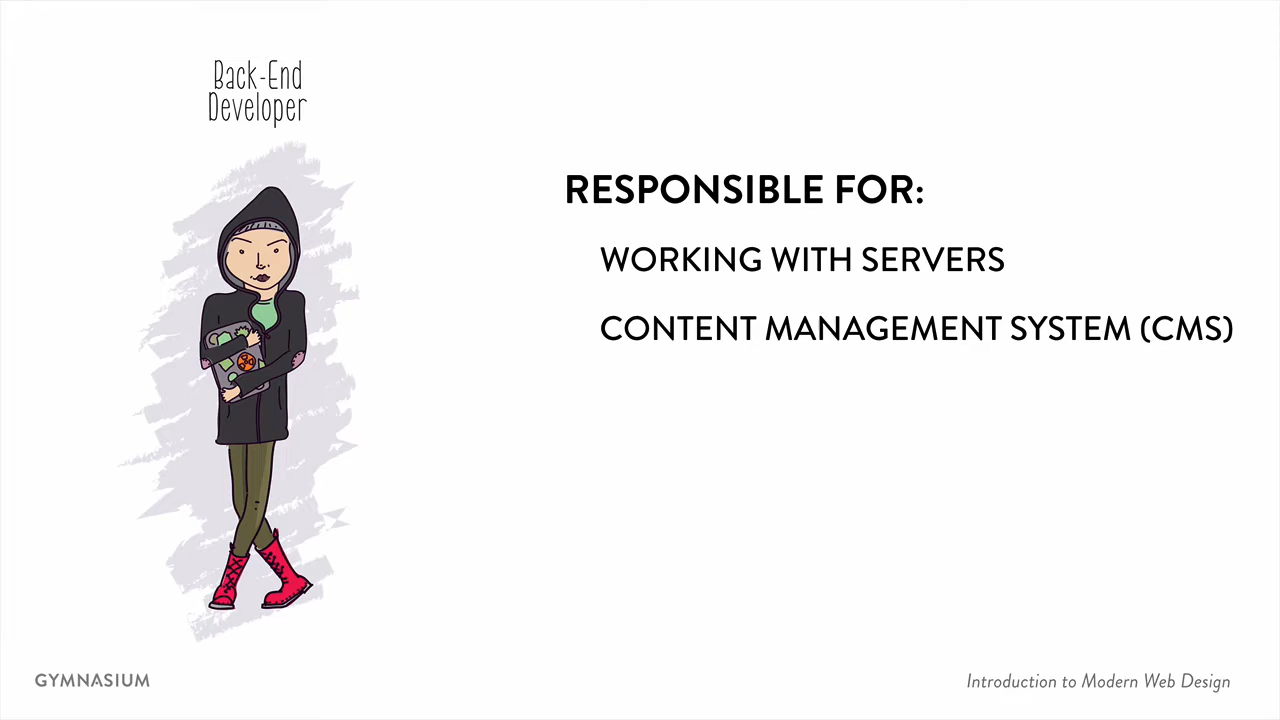 Back-End
Developer
RESPONSIBLE FOR:
WORKING WITH SERVERS
CONTENT MANAGEMENT SYSTEM (CMS)
GYMNASIUM
Introduction to Modern Web Design